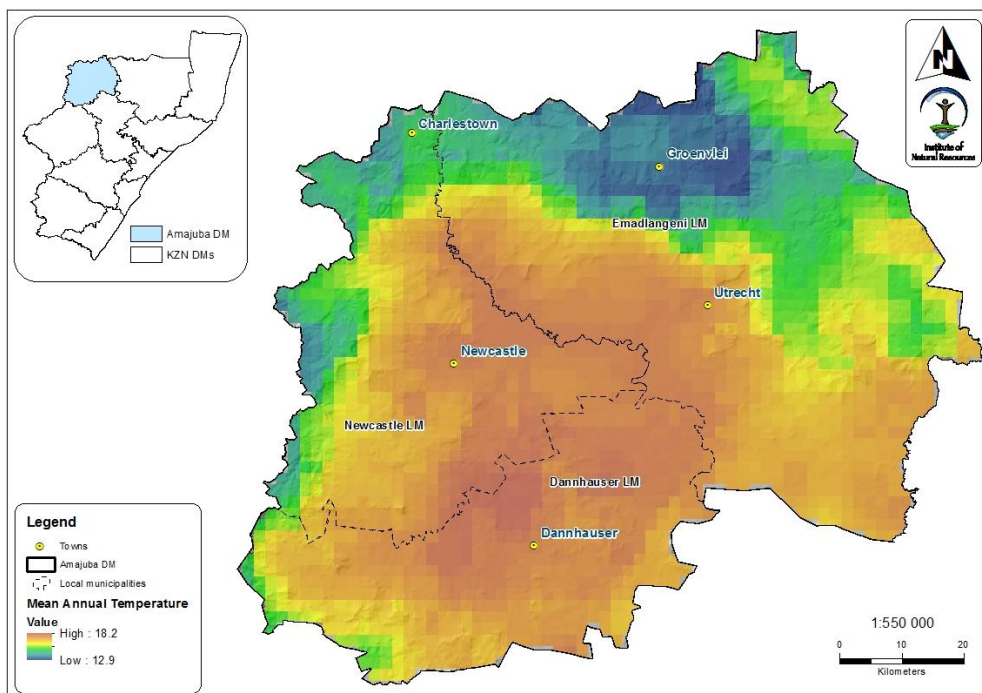 Amajuba DM
KZN DMs
N
Institute of
Natural Resources
Charlestown
Groenvlei
Emadlangeni LM
Utrecht
Newcastle
Newcastle LM
Dannhauser LM
Dannhauser
Legend
Towns
Amajuba DM
Local municipalities
Mean Annual Temperature
Value
High : 18.2
Low : 12.9
1:550 000
0 10 20
Kilometers